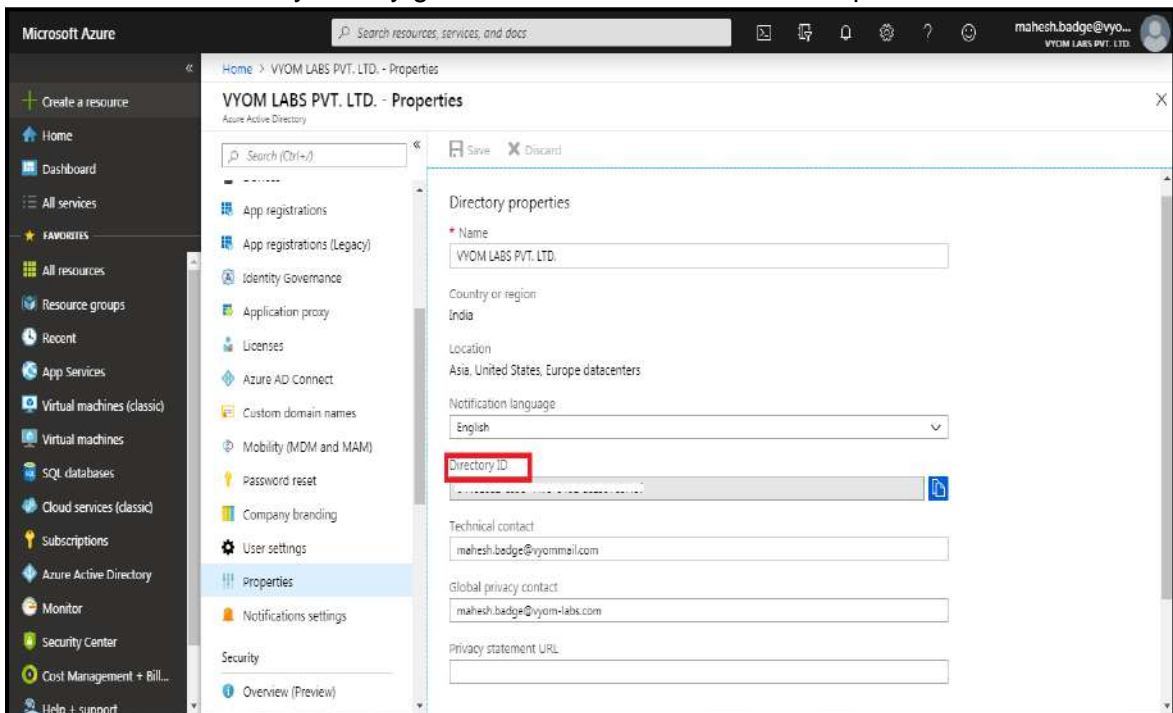 Microsoft Azure
Search resources, services, and docs
mahesh.badge@vyo...
VYOM LABS PVT. LTD.
Create a resource
Home
Dashboard
All services
FAVORITES
All resources
Resource groups
Recent
App Services
Virtual machines (classic)
Virtual machines
SQL databases
Cloud services (classic)
Subscriptions
Azure Active Directory
Monitor
Security Center
Cost Management + Bill...
Help + support
Home > VYOM LABS PVT. LTD. - Properties
VYOM LABS PVT. LTD. - Properties
Azure Active Directory
Search (Ctrl+/)
App registrations
App registrations (Legacy)
Identity Governance
Application proxy
Licenses
Azure AD Connect
Custom domain names
Mobility (MDM and MAM)
Password reset
Company branding
User settings
Properties
Notifications settings
Security
Overview (Preview)
Save Discard
Directory properties
* Name
VYOM LABS PVT. LTD.
Country or region
India
Location
Asia, United States, Europe datacenters
Notification language
English
Directory ID
Technical contact
mahesh.badge@vyommail.com
Global privacy contact
mahesh.badge@vyom-labs.com
Privacy statement URL